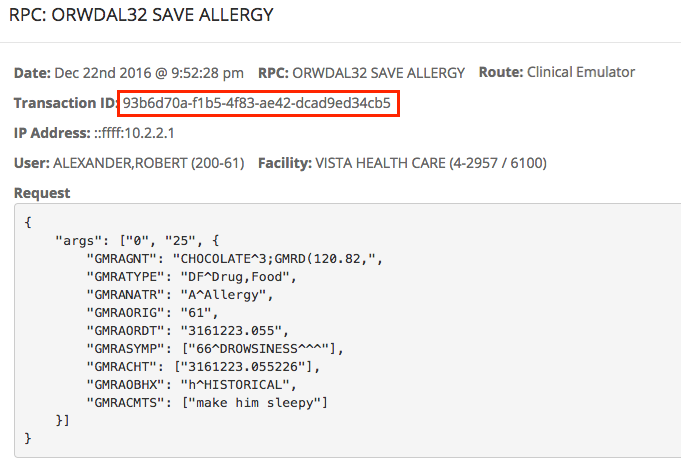 RPC: ORWDAL32 SAVE ALLERGY
Date: Dec 22nd 2016 @ 9:52:28 pm RPC: ORWDAL32 SAVE ALLERGY Route: Clinical Emulator
Transaction ID: 93b6d70a-f1b5-4f83-ae42-dcad9ed34cb5
IP Address: ::ffff:10.2.2.1
User: ALEXANDER,ROBERT (200-61) Facility: VISTA HEALTH CARE (4-2957 / 6100)
Request
{
"args": ["0", "25", {
"GMRAGNT": "CHOCOLATE^3;GMRD(120.82,",
"GMRATYPE": "DF^Drug,Food",
"GMRANATR": "A^Allergy",
"GMRAORIG": "61",
"GMRAORDT": "3161223.055",
"GMRASYMP": ["66^DROWSINESS^^^"],
"GMRACHT": ["3161223.055226"],
"GMRAOBHX": "h^HISTORICAL",
"GMRACMTS": ["make him sleepy"]
}]
}